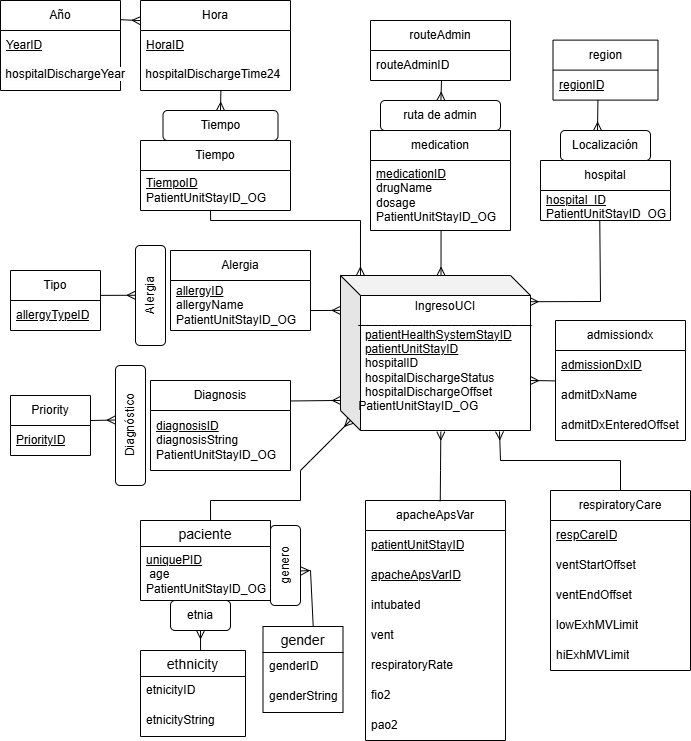 Año
YearID
hospitalDischargeYear
Hora
HoraID
hospitalDischargeTime24
Tiempo
Tiempo
TiempoID
PatientUnitStayID_OG
routeAdmin
routeAdminID
ruta de admin
medication
medicationID
drugName
dosage
PatientUnitStayID_OG
region
regionID
Localización
hospital
hospital_ID
PatientUnitStayID_OG
Tipo
allergyTypeID
Alergia
Alergia
allergyID
allergyName
PatientUnitStayID_OG
IngresoUCI
patientHealthSystemStayID
patientUnitStayID
hospitalID
hospitalDischargeStatus
hospitalDischargeOffset
PatientUnitStayID_OG
admissiondx
admissionDxID
admitDxName
admitDxEnteredOffset
Priority
PriorityID
Diagnóstico
Diagnosis
diagnosisID
diagnosisString
PatientUnitStayID_OG
paciente
uniquePID
age
PatientUnitStayID_OG
genero
etnia
gender
genderID
genderString
ethnicity
etnicityID
etnicityString
apacheApsVar
patientUnitStayID
apacheApsVarID
intubated
vent
respiratoryRate
fio2
pao2
respiratoryCare
respCareID
ventStartOffset
ventEndOffset
lowExhMVLimit
hiExhMVLimit